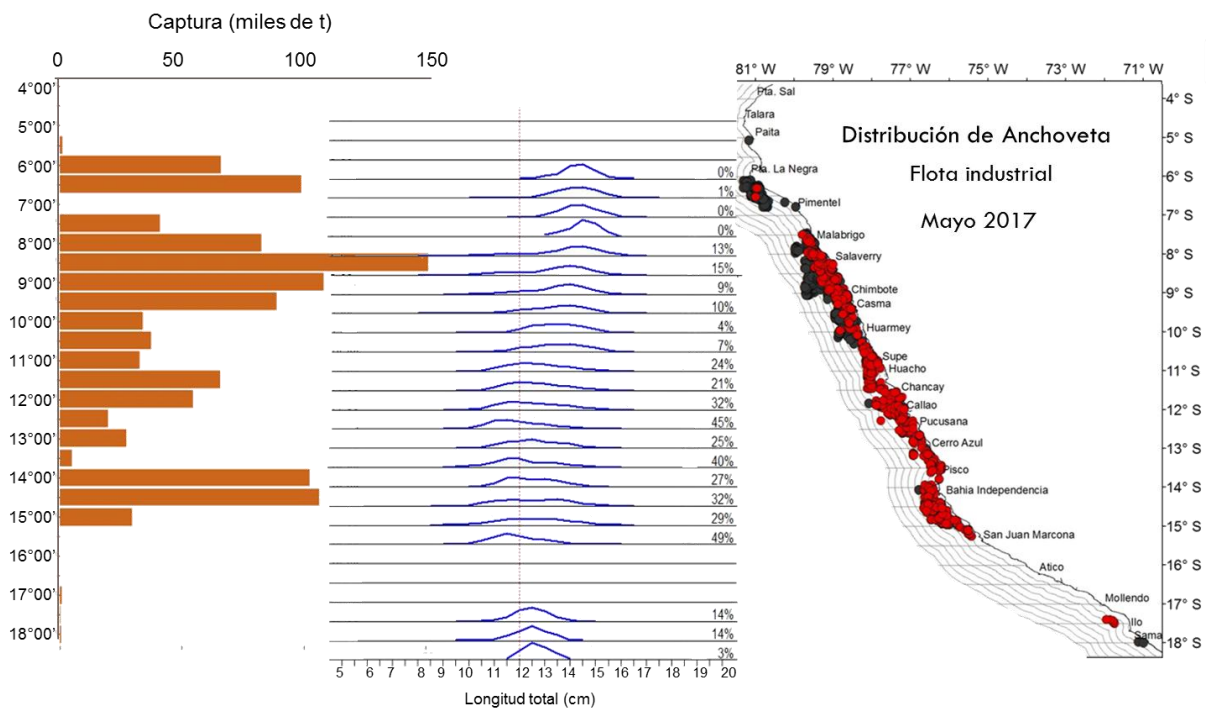 Captura (miles de t)
0 50 100 150
4°00'
5°00'
6°00'
7°00'
8°00'
9°00'
10°00'
11°00'
12°00'
13°00'
14°00'
15°00'
16°00'
17°00'
18°00'
0%
1%
0%
0%
13%
15%
9%
10%
4%
7%
24%
21%
32%
45%
25%
40%
27%
32%
29%
49%
14%
14%
3%
5 6 7 8 9 10 11 12 13 14 15 16 17 18 19 20
Longitud total (cm)
81° W 79° W 77° W 75° W 73° W 71° W
Distribución de Anchoveta
Flota industrial
Mayo 2017
Pta. Sal
Talara
Paita
Pta. La Negra
Pimentel
Malabrigo
Salaverry
Chimbote
Casma
Huarmey
Supe
Huacho
Chancay
Callao
Pucusana
Cerro Azul
Pisco
Bahia Independencia
San Juan Marcona
Atico
Mollendo
Ilo
Sama
4° S
5° S
6° S
7° S
8° S
9° S
10° S
11° S
12° S
13° S
14° S
15° S
16° S
17° S
18° S